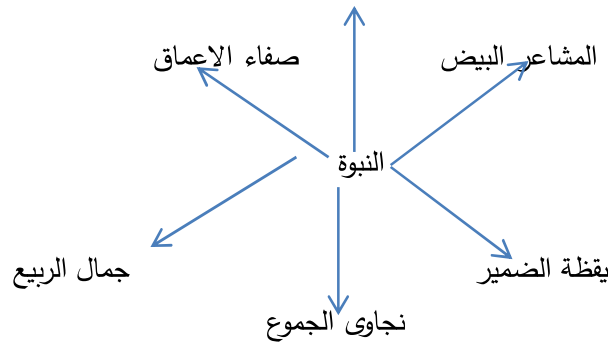 المشاعر البيض
صفاء الاعماق
النبوة
يقظة الضمير
جمال الربيع
نجاوى الجموع